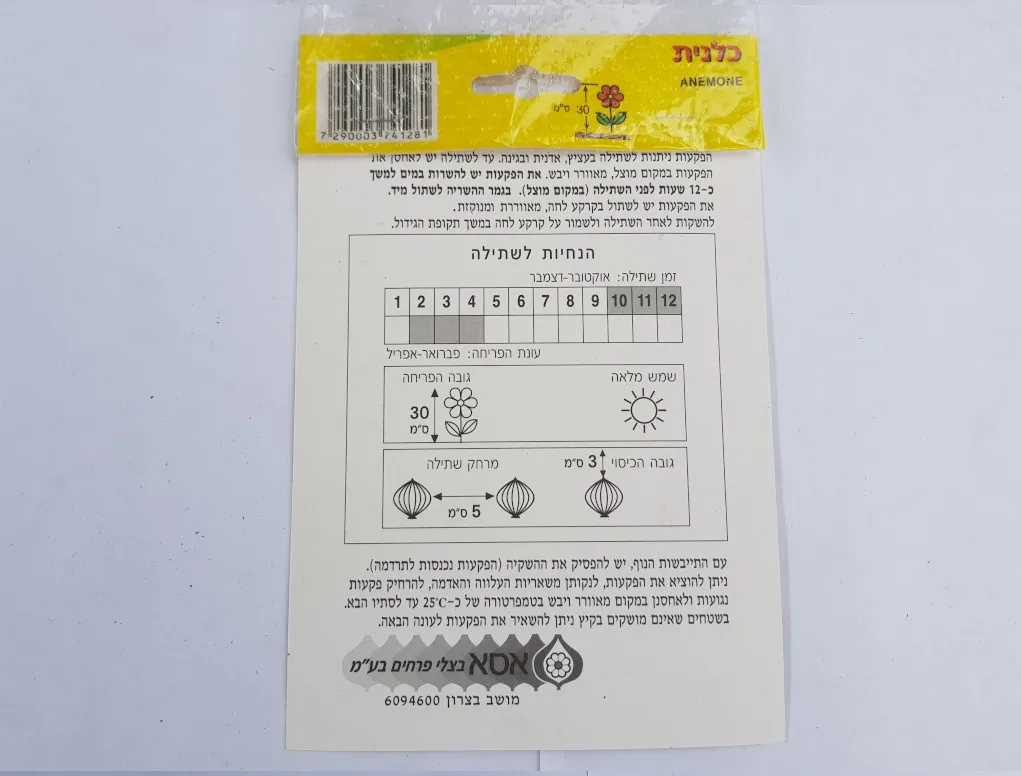 כלנית
ANEMONE
30 ס"מ
7 290003 741281
הפקעות ניתנות לשתילה בעציץ, אדנית ובגינה. עד לשתילה יש לאחסן את
הפקעות במקום מוצל, מאוורר ויבש. את הפקעות יש להשרות במים למשך
כ-12 שעות לפני השתילה (במקום מוצל). בגמר ההשריה לשתול מיד.
את הפקעות יש לשתול בקרקע לחה, מאווררת ומנוקזת.
להשקות לאחר השתילה ולשמור על קרקע לחה במשך תקופת הגידול.
הנחיות לשתילה
זמן שתילה: אוקטובר-דצמבר
1 2 3 4 5 6 7 8 9 10 11 12
עונת הפריחה: פברואר-אפריל
שמש מלאה
גובה הפריחה
30
ס"מ
גובה הכיסוי 3 ס"מ
מרחק שתילה
5 ס"מ
עם התייבשות הנוף, יש להפסיק את ההשקיה (הפקעות נכנסות לתרדמה).
ניתן להוציא את הפקעות, לנקותן משאריות העלווה והאדמה, להרחיק פקעות
נגועות ולאחסנן במקום מאוורר ויבש בטמפרטורה של כ-25°C עד לסתיו הבא.
בשטחים שאינם מושקים בקיץ ניתן להשאיר את הפקעות לעונה הבאה.
אסא בצלי פרחים בע"מ
מושב בצרון 6094600